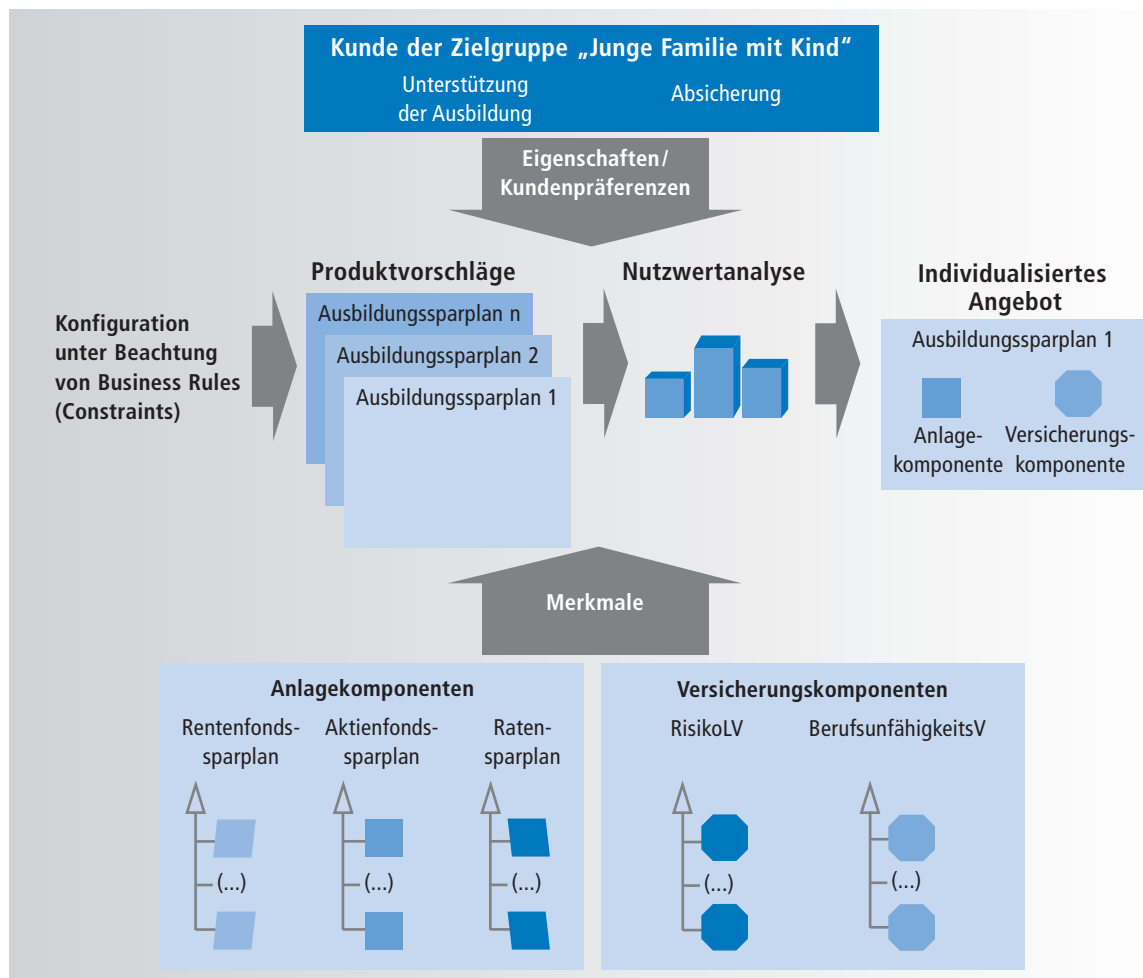 Kunde der Zielgruppe „Junge Familie mit Kind“
Unterstützung
der Ausbildung
Absicherung
Eigenschaften/
Kundenpräferenzen
Konfiguration
unter Beachtung
von Business Rules
(Constraints)
Produktvorschläge
Ausbildungssparplan n
Ausbildungssparplan 2
Ausbildungssparplan 1
Nutzwertanalyse
Individualisiertes
Angebot
Ausbildungssparplan 1
Anlage-
komponente
Versicherungs-
komponente
Merkmale
Anlagekomponenten
Rentenfonds-
sparplan
Aktienfonds-
sparplan
Raten-
sparplan
(...)
(...)
(...)
Versicherungskomponenten
RisikoLV
BerufsunfähigkeitsV
(...)
(...)